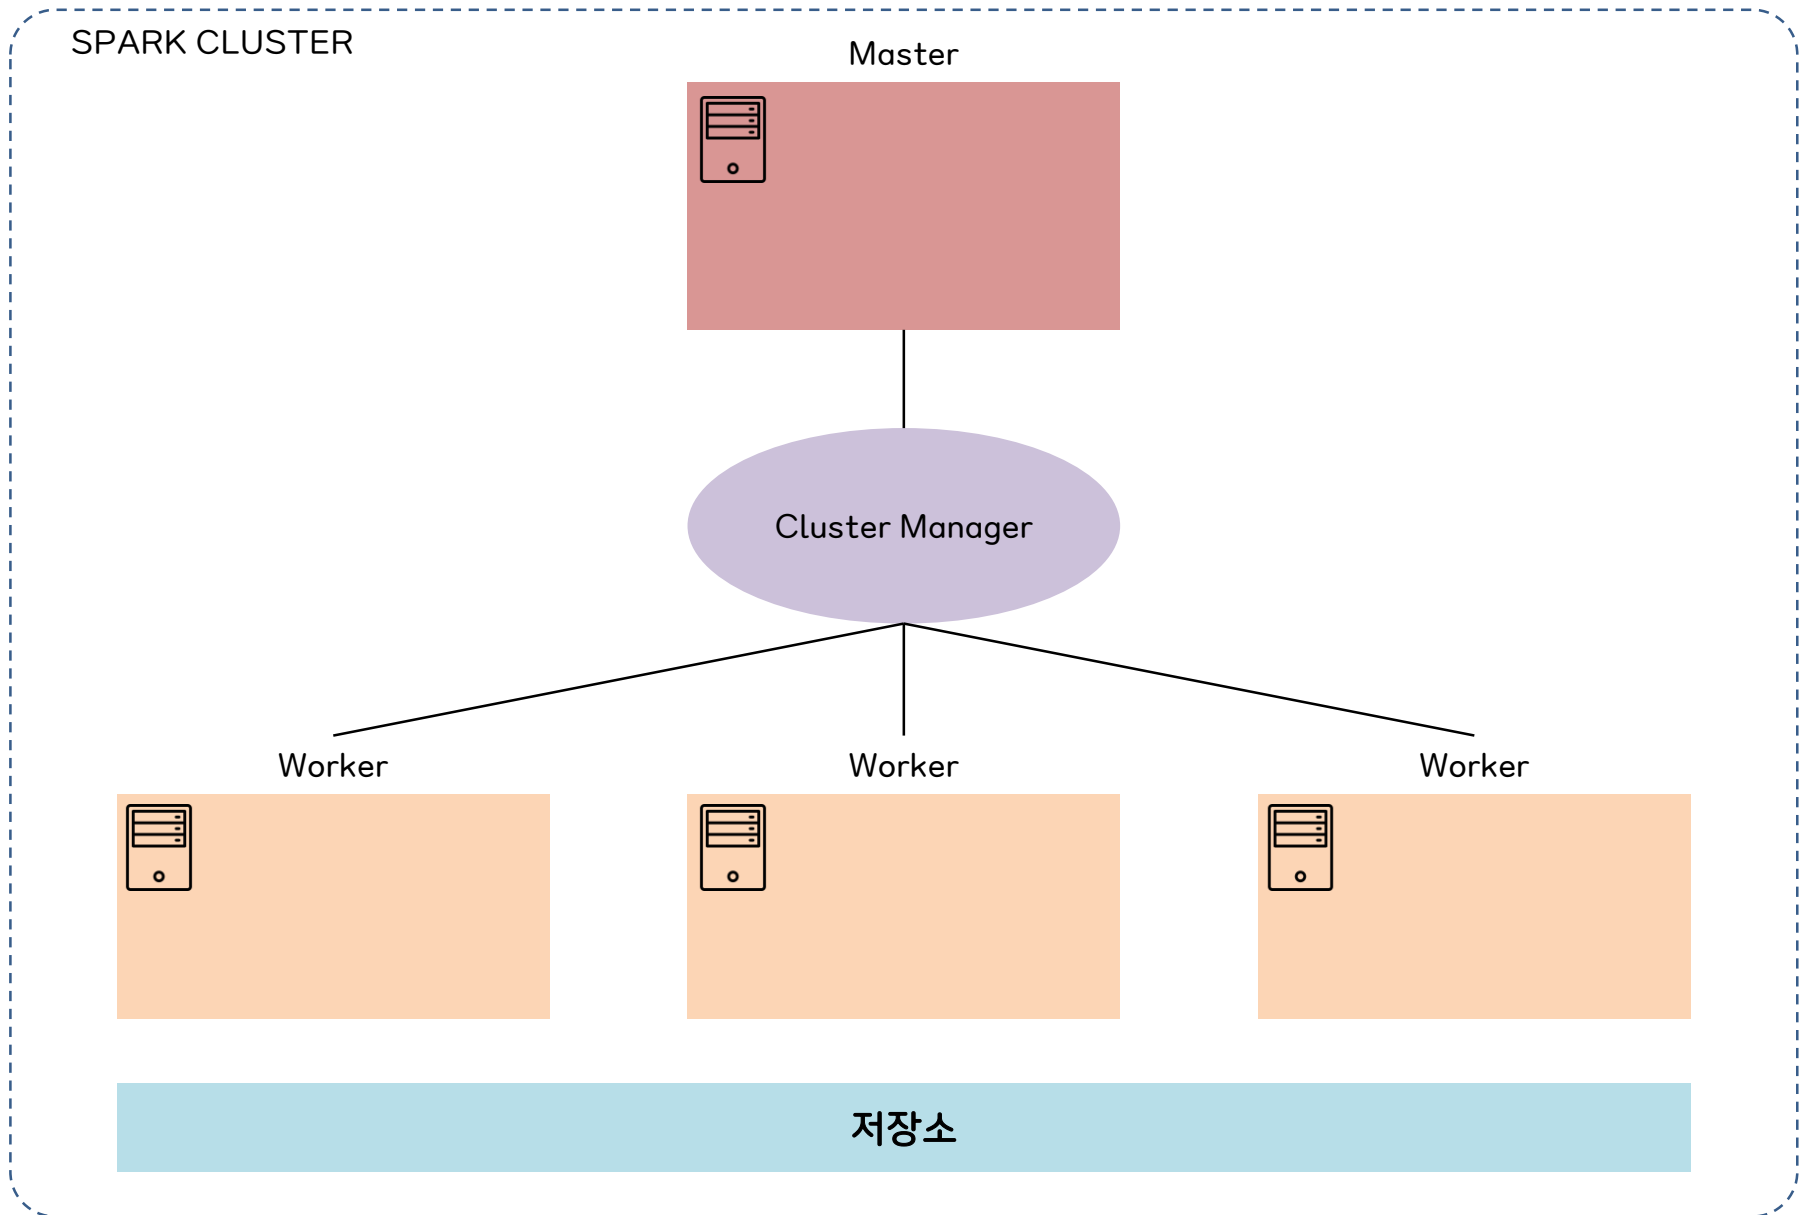 SPARK CLUSTER
Master
Cluster Manager
Worker
Worker
Worker
저장소